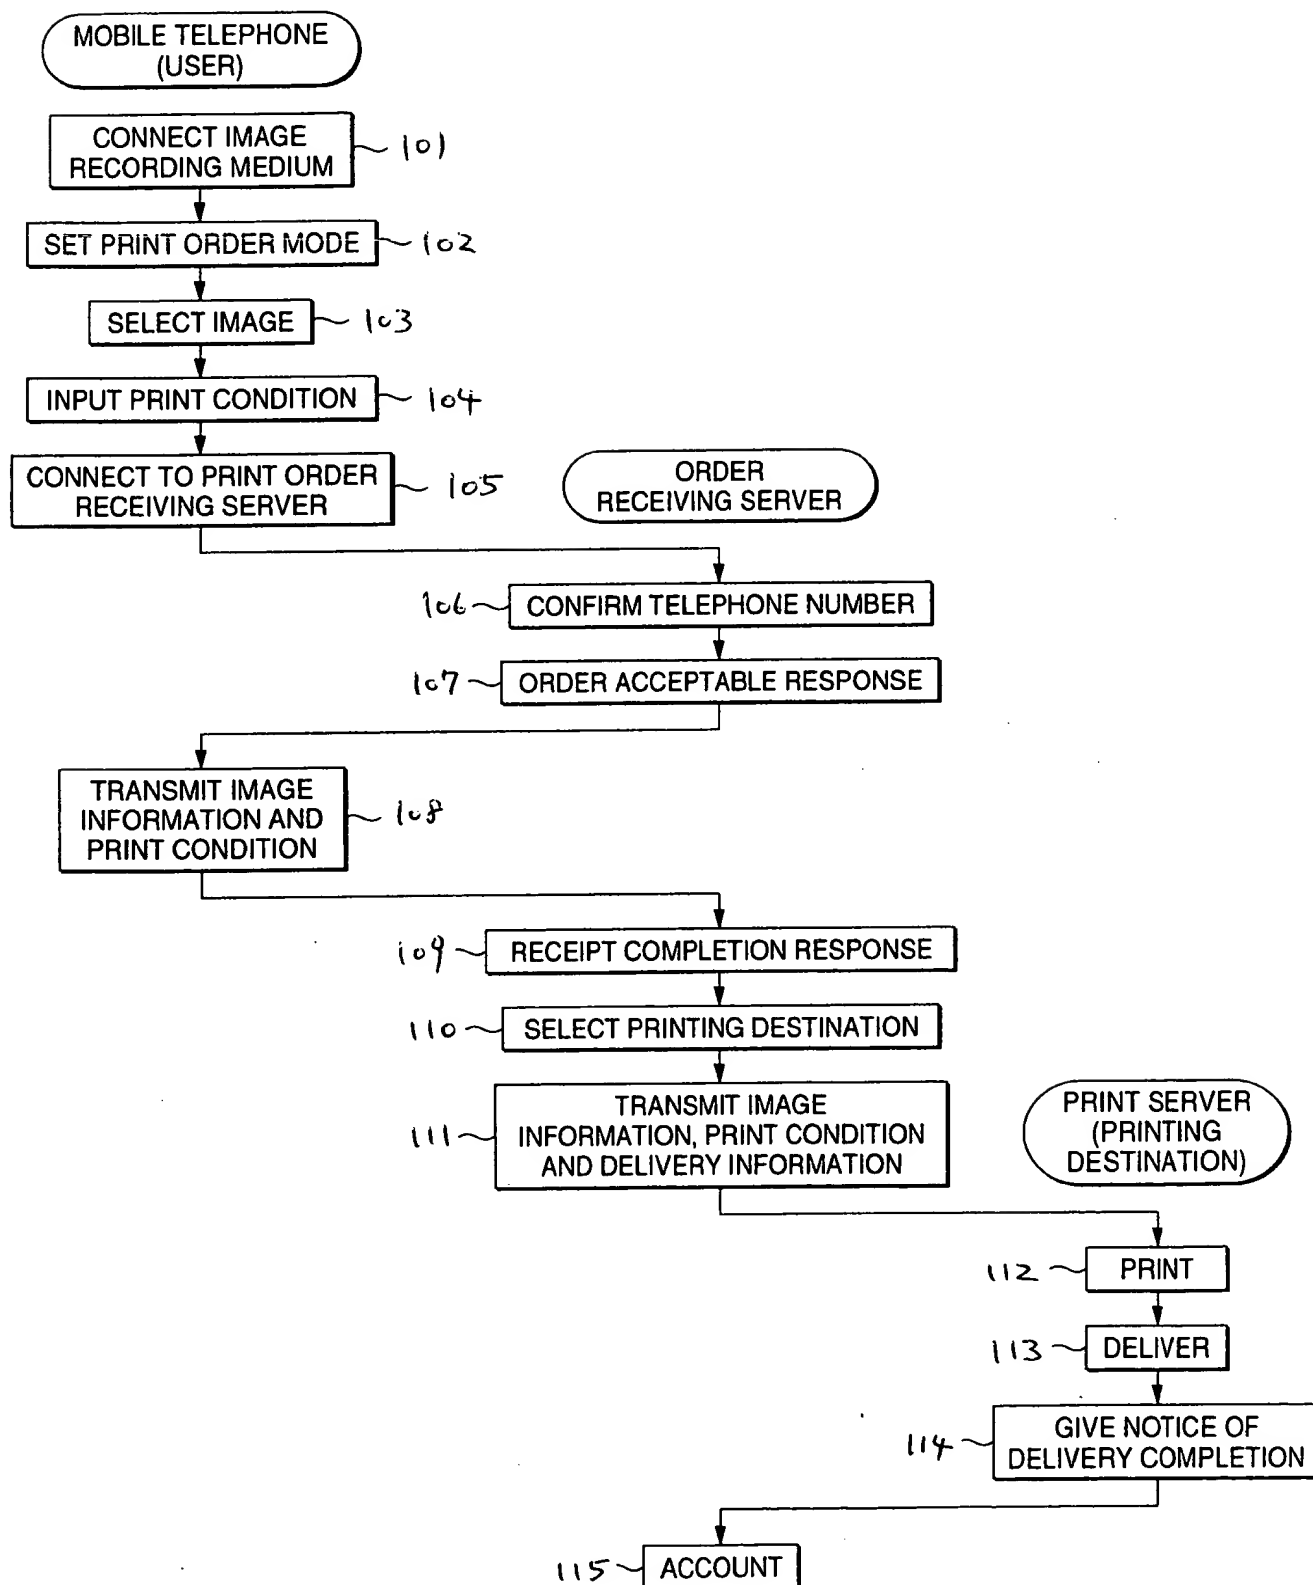 MOBILE TELEPHONE
(USER)
CONNECT IMAGE
RECORDING MEDIUM
101
SET PRINT ORDER MODE
102
SELECT IMAGE
103
INPUT PRINT CONDITION
104
CONNECT TO PRINT ORDER
RECEIVING SERVER
105
ORDER
RECEIVING SERVER
106
CONFIRM TELEPHONE NUMBER
107
ORDER ACCEPTABLE RESPONSE
TRANSMIT IMAGE
INFORMATION AND
PRINT CONDITION
108
109
RECEIPT COMPLETION RESPONSE
110
SELECT PRINTING DESTINATION
111
TRANSMIT IMAGE
INFORMATION, PRINT CONDITION
AND DELIVERY INFORMATION
PRINT SERVER
(PRINTING
DESTINATION)
112
PRINT
113
DELIVER
114
GIVE NOTICE OF
DELIVERY COMPLETION
115
ACCOUNT